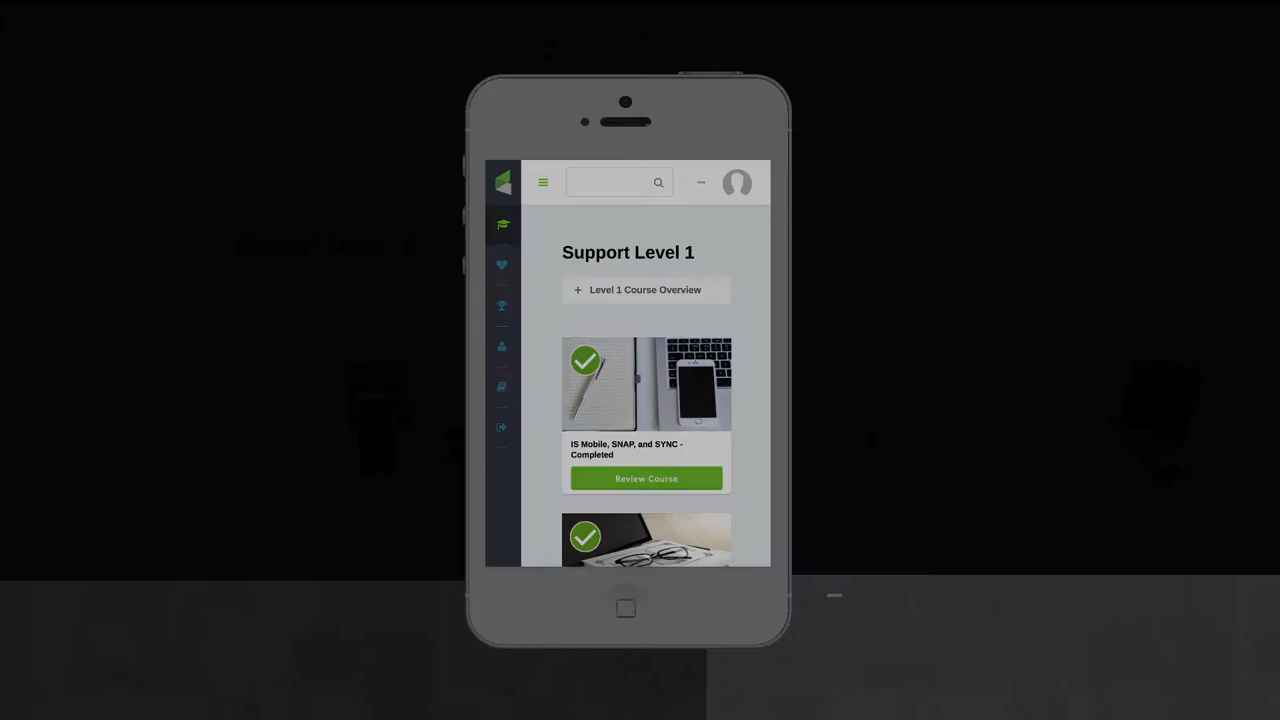 Support Level 1
+ Level 1 Course Overview
IS Mobile, SNAP, and SYNC -
Completed
Review Course